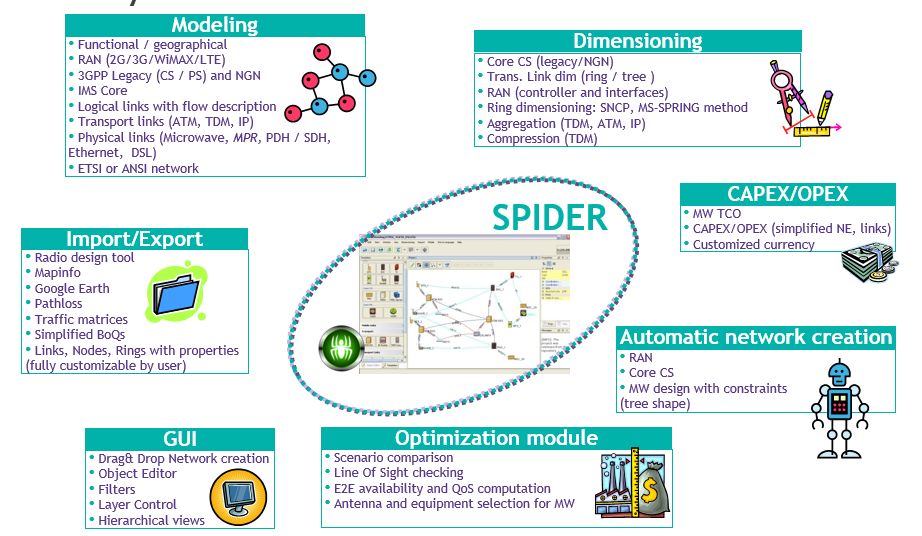 Modeling
• Functional / geographical
• RAN (2G/3G/WiMAX/LTE)
• 3GPP Legacy (CS / PS) and NGN
• IMS Core
• Logical links with flow description
• Transport links (ATM, TDM, IP)
• Physical links (Microwave, MPR, PDH / SDH,
Ethernet, DSL)
• ETSI or ANSI network
Dimensioning
• Core CS (legacy/NGN)
• Trans. Link dim (ring / tree )
• RAN (controller and interfaces)
• Ring dimensioning: SNCP, MS-SPRING method
• Aggregation (TDM, ATM, IP)
• Compression (TDM)
SPIDER
CAPEX/OPEX
• MW TCO
• CAPEX/OPEX (simplified NE, links)
• Customized currency
Import/Export
• Radio design tool
• Mapinfo
• Google Earth
• Pathloss
• Traffic matrices
• Simplified BoQs
• Links, Nodes, Rings with properties
(fully customizable by user)
Automatic network creation
• RAN
• Core CS
• MW design with constraints
(tree shape)
GUI
• Drag& Drop Network creation
• Object Editor
• Filters
• Layer Control
• Hierarchical views
Optimization module
• Scenario comparison
• Line Of Sight checking
• E2E availability and QoS computation
• Antenna and equipment selection for MW
$